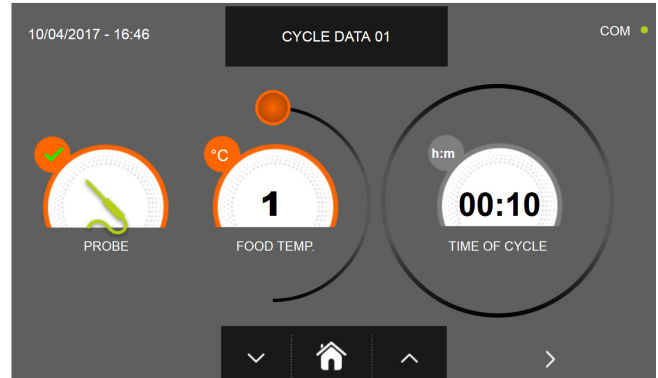 10/04/2017 - 16:46
CYCLE DATA 01
COM
°C
h:m
1
00:10
PROBE
FOOD TEMP.
TIME OF CYCLE